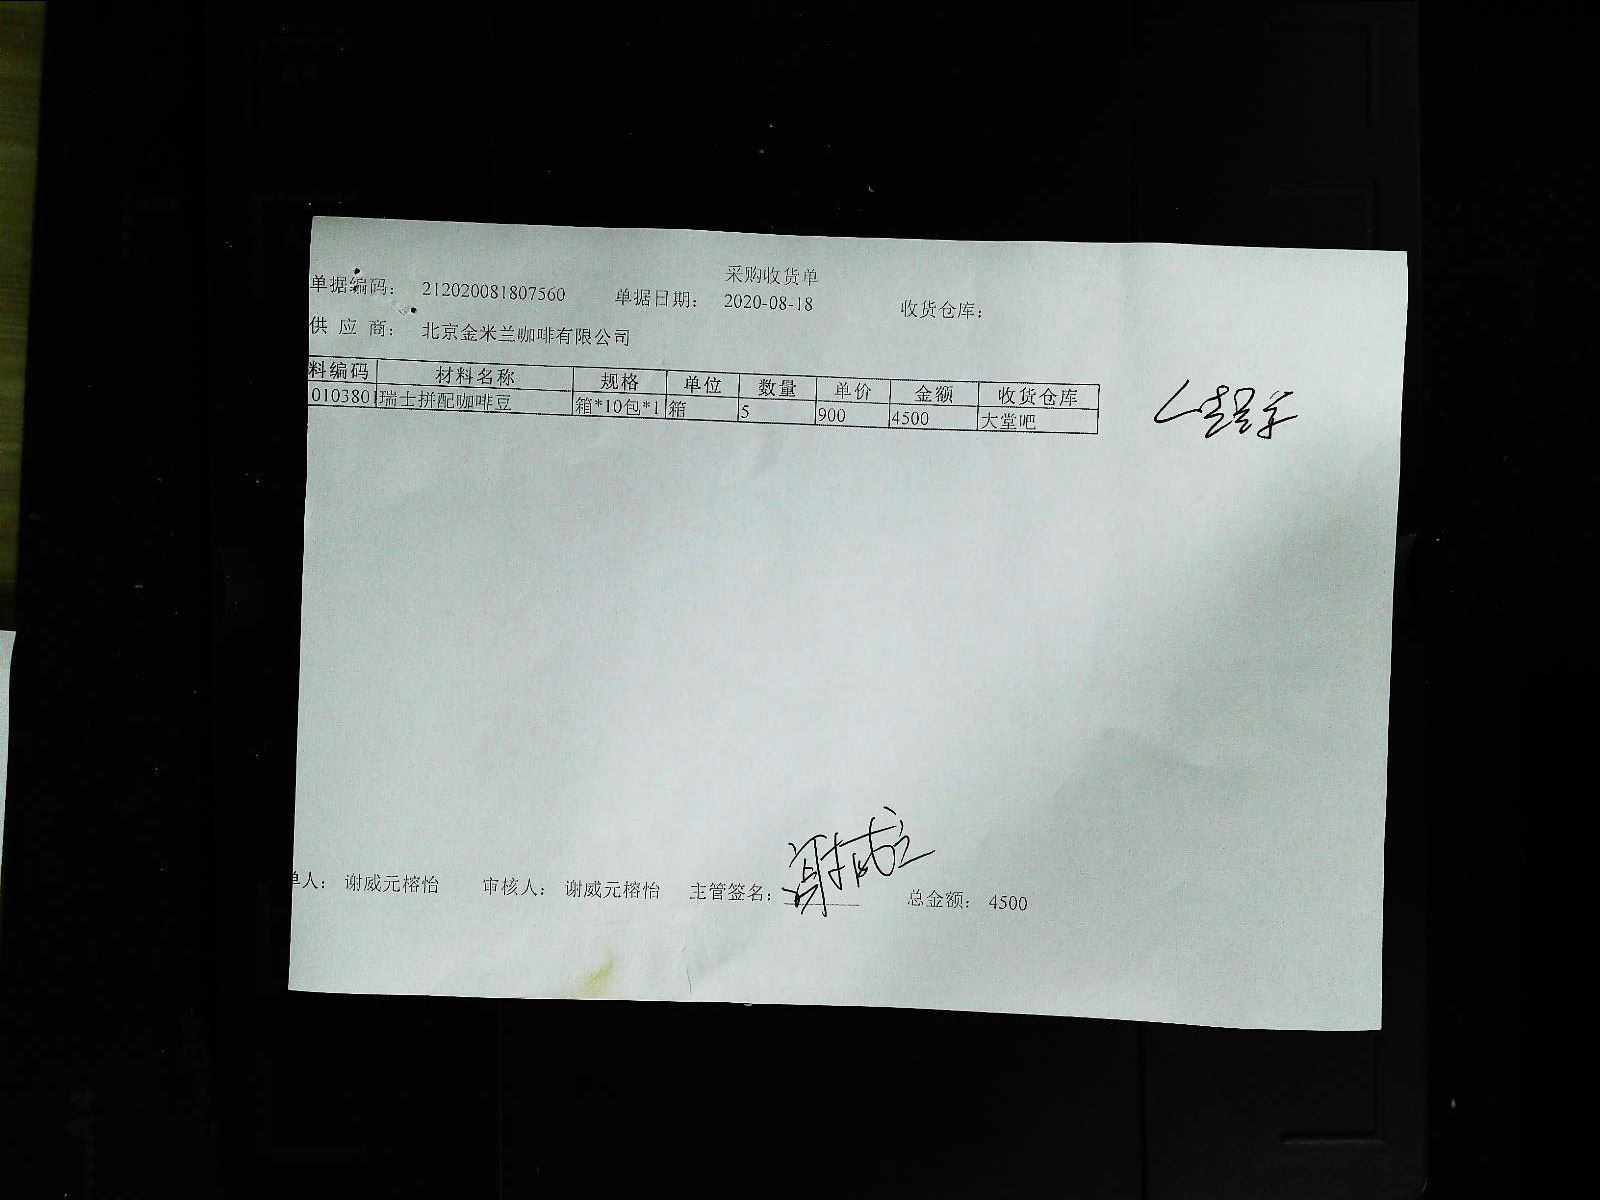 采购收货单
单据编码： 212020081807560 单据日期： 2020-08-18 收货仓库：
供 应 商： 北京金米兰咖啡有限公司
料编码 材料名称 规格 单位 数量 单价 金额 收货仓库
010380 瑞士拼配咖啡豆 箱*10包*1 箱 5 900 4500 大堂吧
单人： 谢威元榕怡 审核人： 谢威元榕怡 主管签名： 总金额： 4500